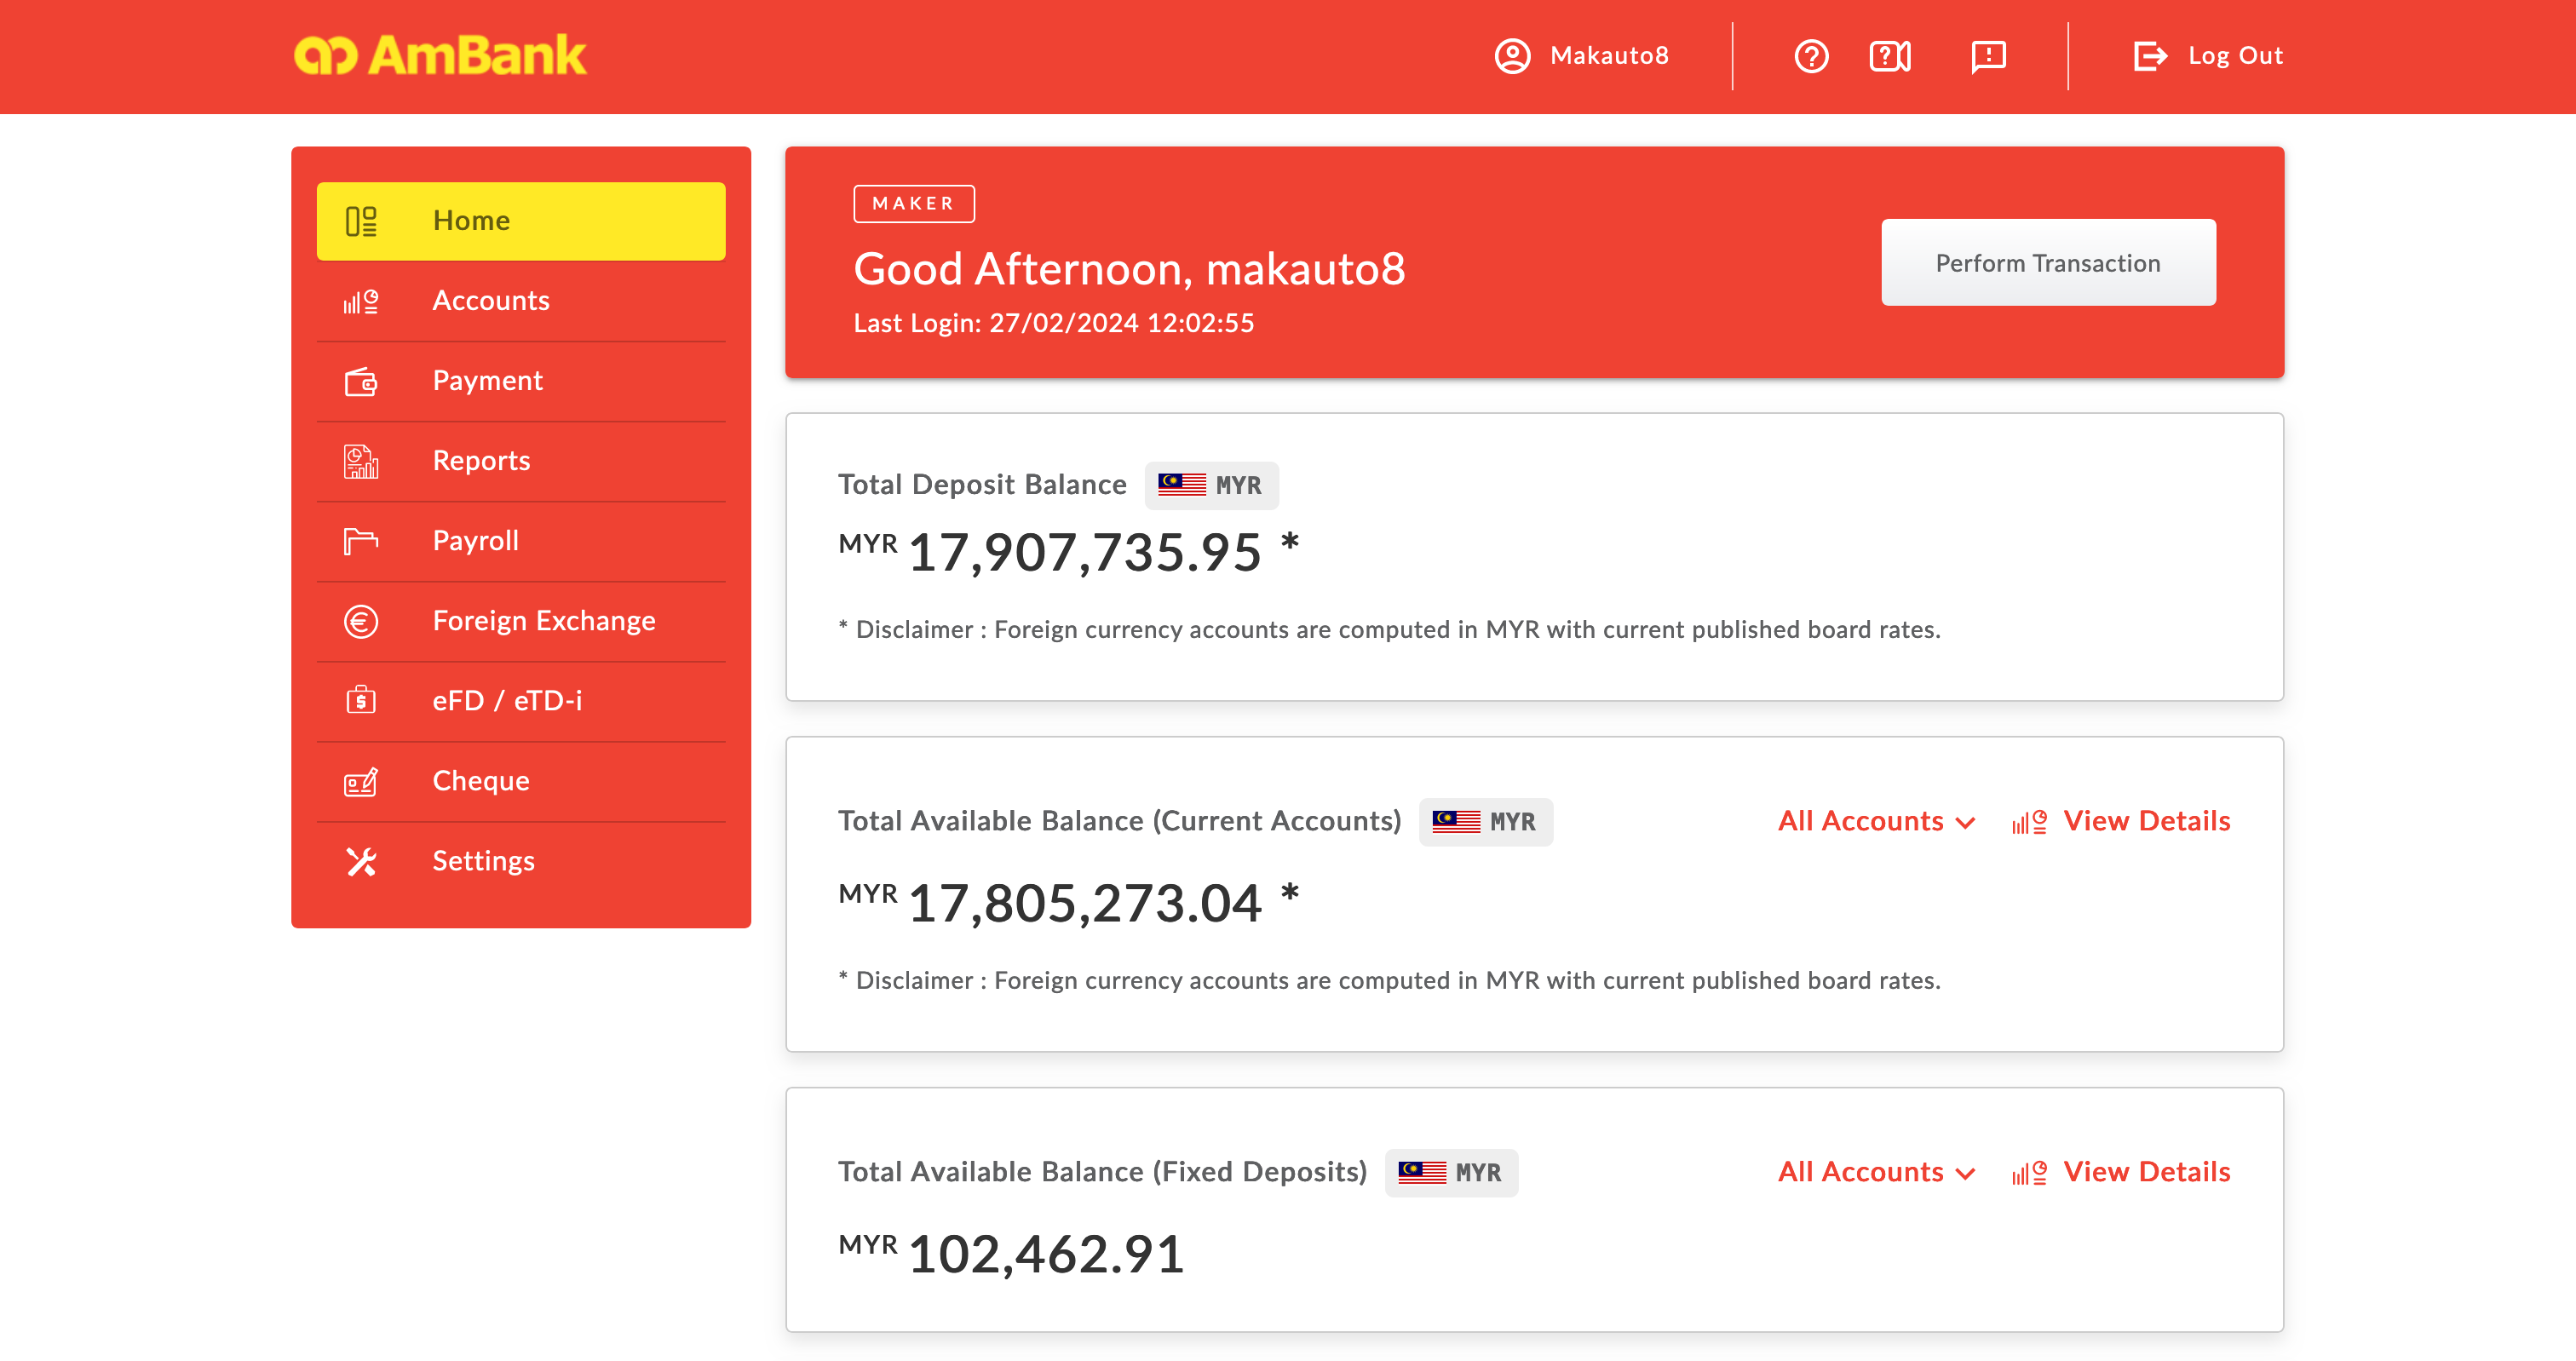 AmBank
Makauto8
Log Out
Home
Accounts
Payment
Reports
Payroll
Foreign Exchange
eFD / eTD-i
Cheque
Settings
MAKER
Good Afternoon, makauto8
Last Login: 27/02/2024 12:02:55
Perform Transaction
Total Deposit Balance MYR
MYR 17,907,735.95 *
* Disclaimer : Foreign currency accounts are computed in MYR with current published board rates.
Total Available Balance (Current Accounts) MYR All Accounts View Details
MYR 17,805,273.04 *
* Disclaimer : Foreign currency accounts are computed in MYR with current published board rates.
Total Available Balance (Fixed Deposits) MYR All Accounts View Details
MYR 102,462.91